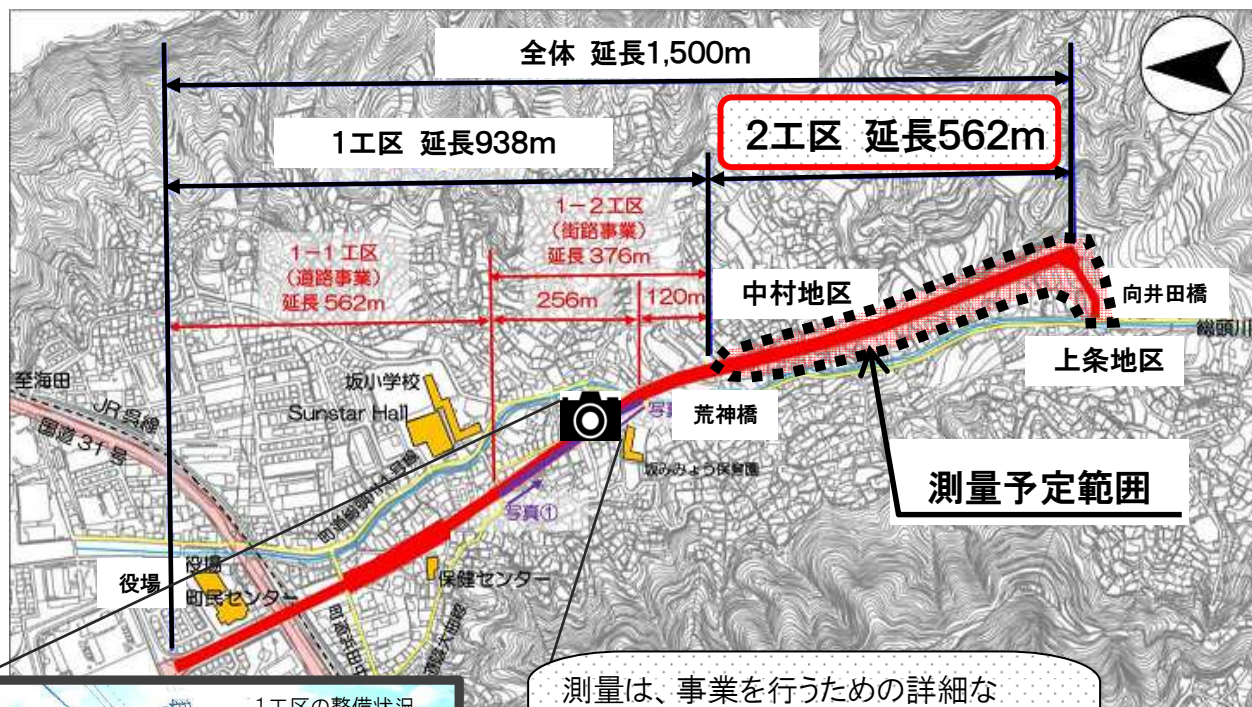 全体 延長1,500m
1工区 延長938m
2工区 延長562m
1-2工区
(街路事業)
延長 376m
1-1工区
(道路事業)
延長 562m
256m
120m
中村地区
向井田橋
総頭川
上条地区
至海田
JR呉線
国道31号
坂小学校
Sunstar Hall
荒神橋
坂みみょう保育園
測量予定範囲
写真①
役場
役場
町民センター
保健センター
1工区の整備状況
測量は、事業を行うための詳細な